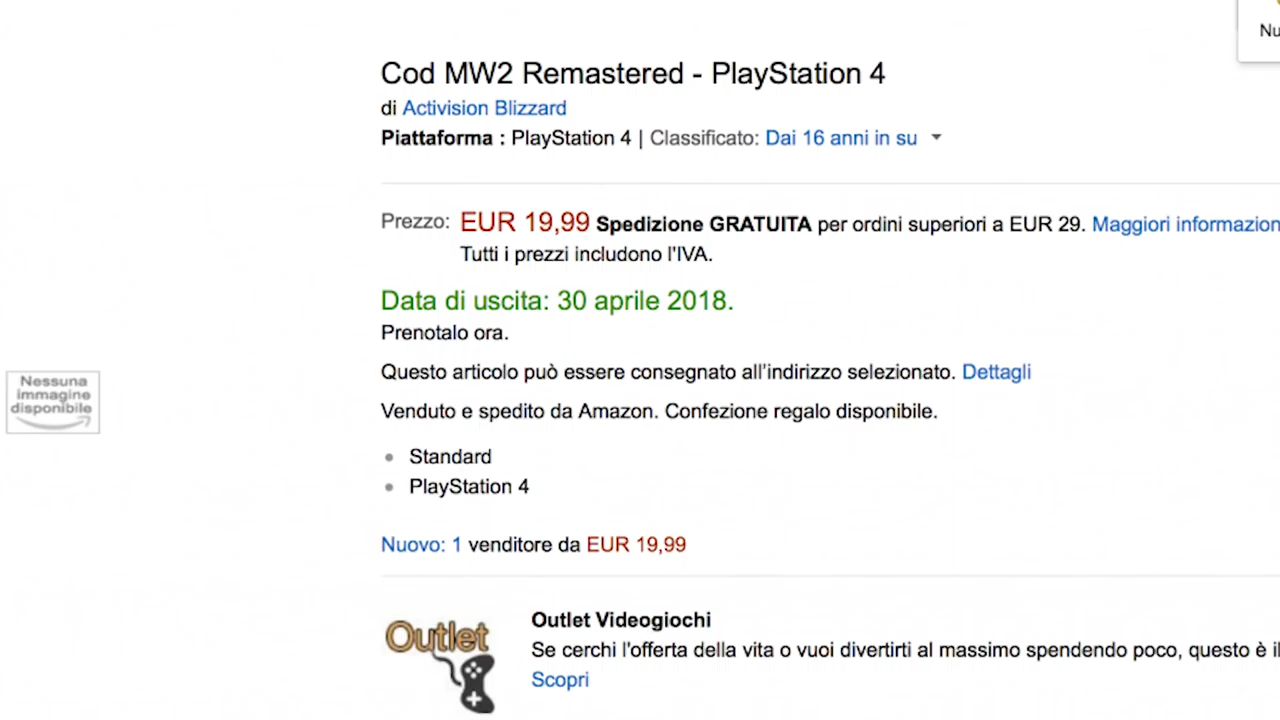 Nu
Cod MW2 Remastered - PlayStation 4
di Activision Blizzard
Piattaforma : PlayStation 4 | Classificato: Dai 16 anni in su
Prezzo: EUR 19,99 Spedizione GRATUITA per ordini superiori a EUR 29. Maggiori informazion
Tutti i prezzi includono l'IVA.
Data di uscita: 30 aprile 2018.
Prenotalo ora.
Questo articolo può essere consegnato all'indirizzo selezionato. Dettagli
Nessuna
immagine
disponibile
Venduto e spedito da Amazon. Confezione regalo disponibile.
Standard
PlayStation 4
Nuovo: 1 venditore da EUR 19,99
Outlet
Outlet Videogiochi
Se cerchi l'offerta della vita o vuoi divertirti al massimo spendendo poco, questo è il
Scopri